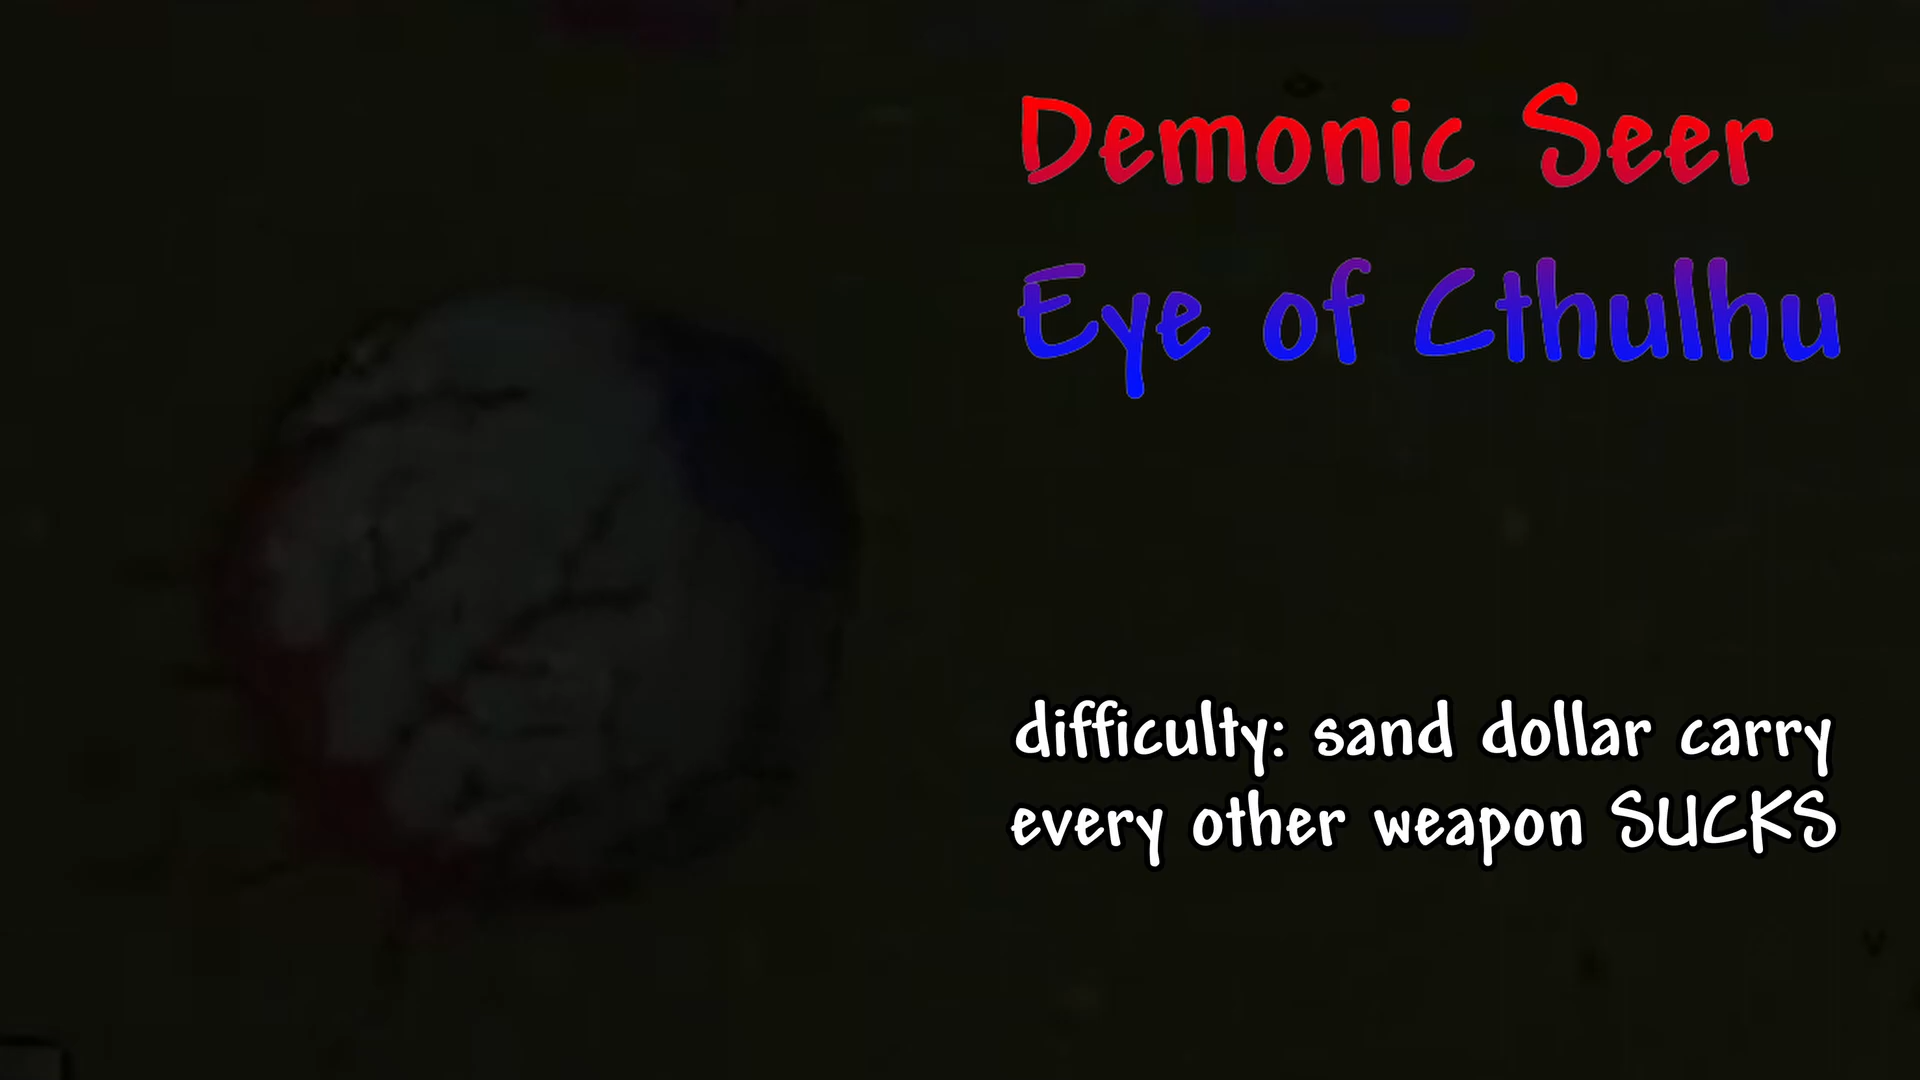 Demonic Seer
Eye of Cthulhu
difficulty: sand dollar carry
every other weapon SUCKS